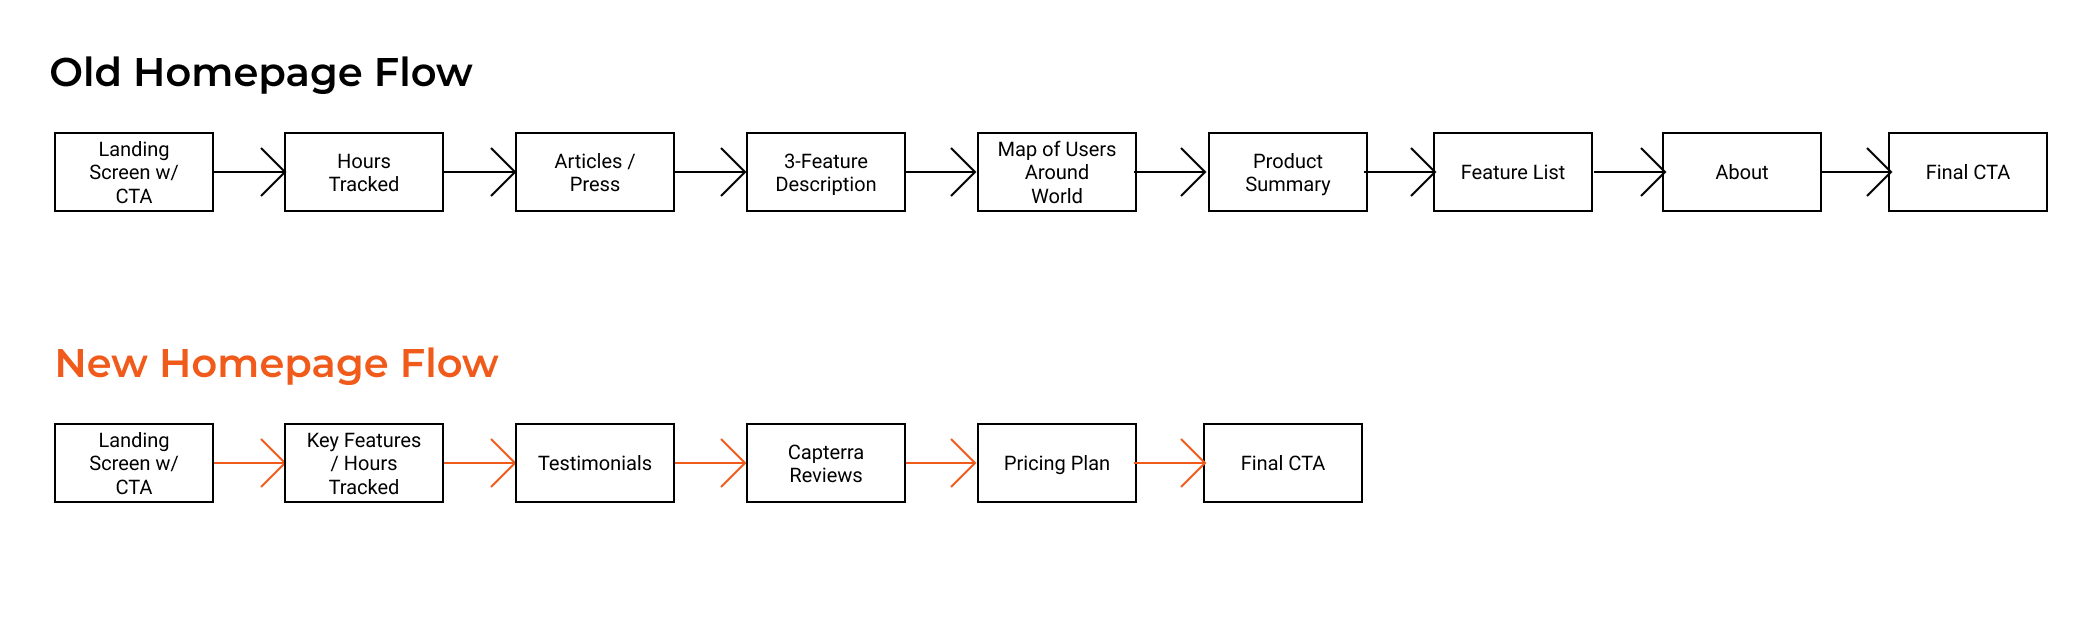 Old Homepage Flow
Landing
Screen w/
CTA
Hours
Tracked
Articles /
Press
3-Feature
Description
Map of Users
Around
World
Product
Summary
Feature List
About
Final CTA
New Homepage Flow
Landing
Screen w/
CTA
Key Features
/ Hours
Tracked
Testimonials
Capterra
Reviews
Pricing Plan
Final CTA